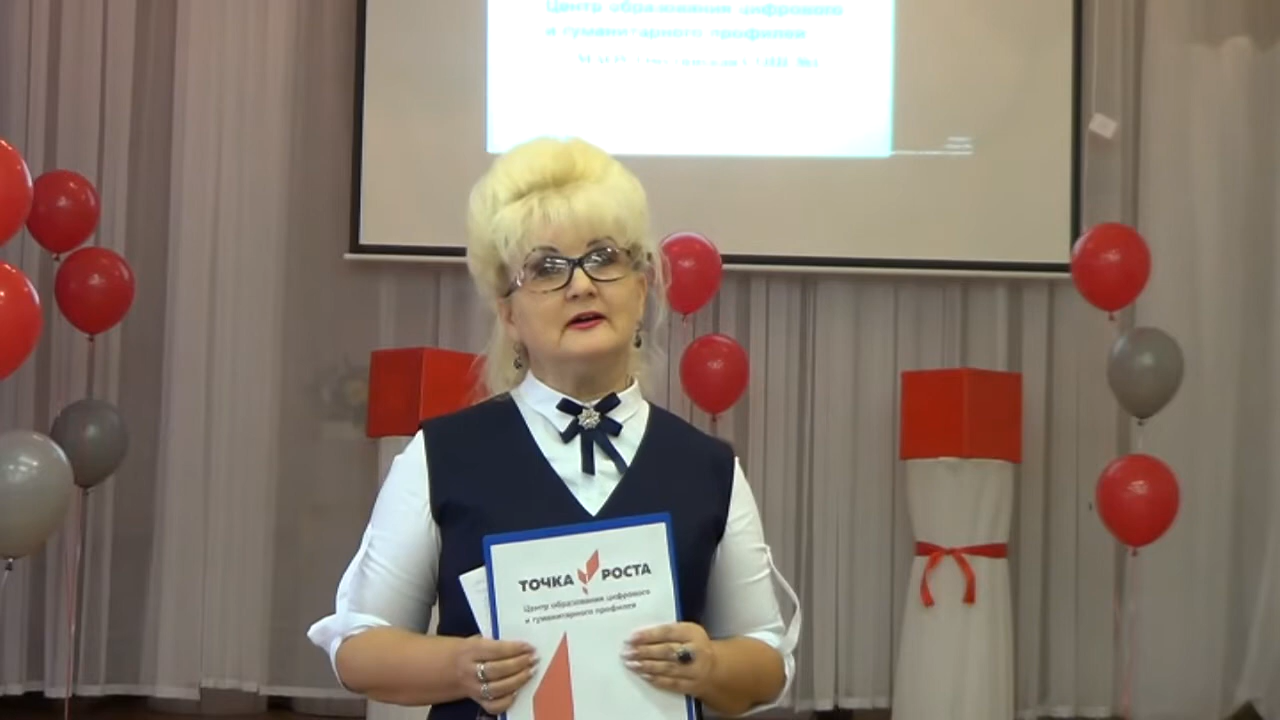 Центр образования цифрового
и гуманитарного профилей
ТОЧКА РОСТА
Центр образования цифрового
и гуманитарного профилей